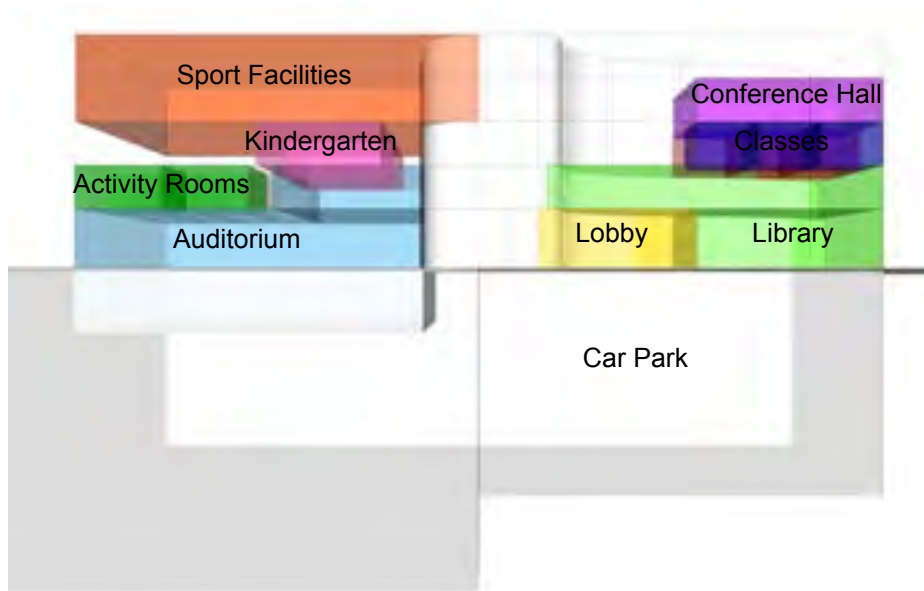 Sport Facilities
Conference Hall
Kindergarten
Classes
Activity Rooms
Auditorium
Lobby
Library
Car Park